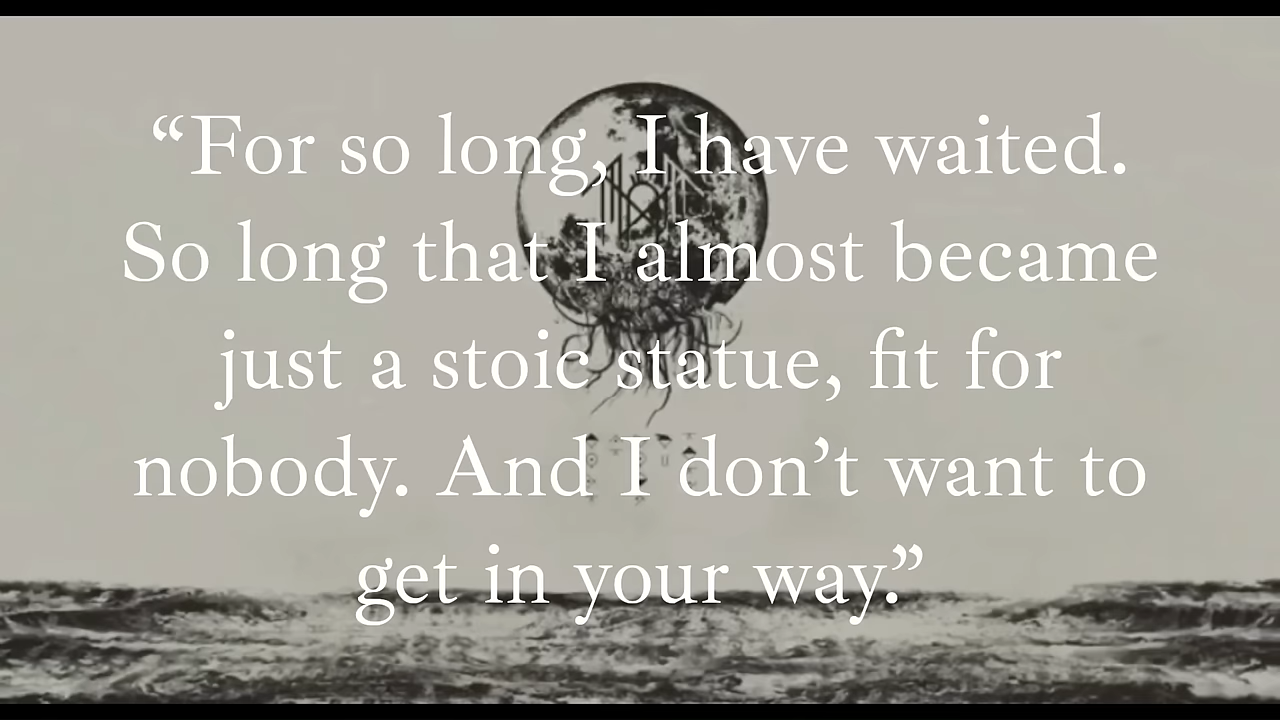 “For so long, I have waited.
So long that I almost became
just a stoic statue, fit for
nobody. And I don’t want to
get in your way.”